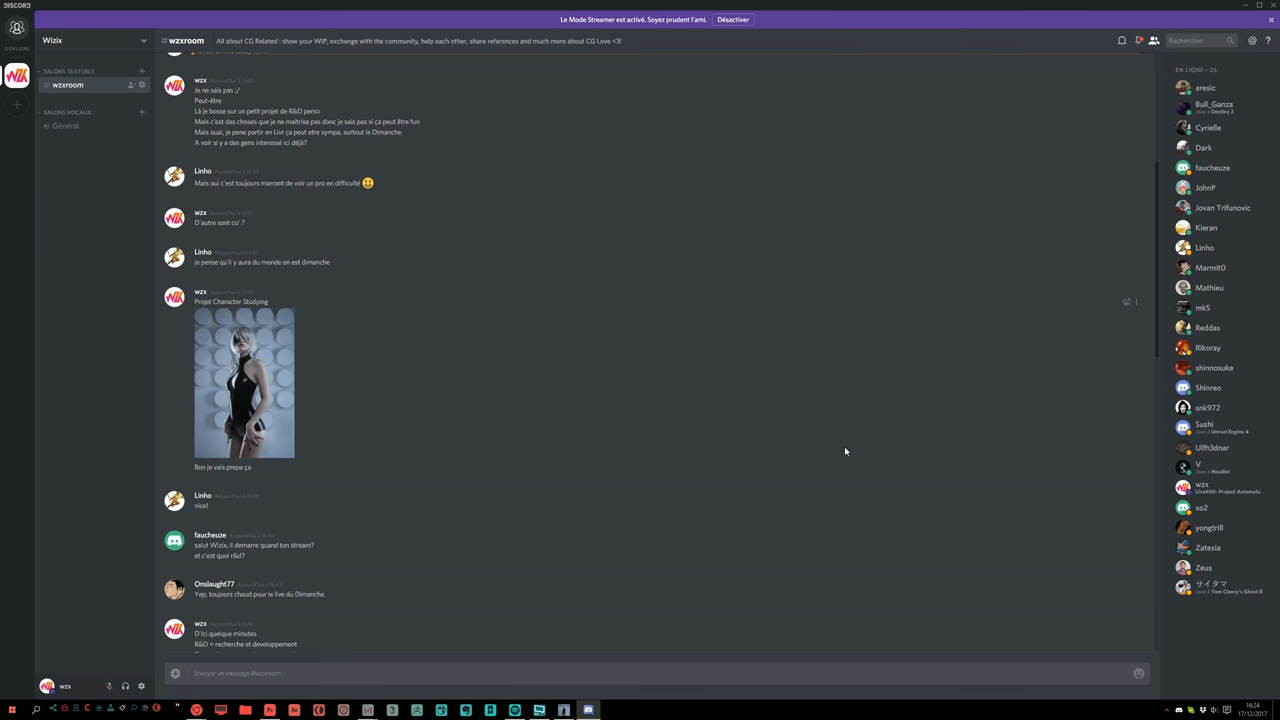 DISCORD
Le Mode Streamer est activé. Soyez prudent l'ami. Désactiver
0 EN LIGNE
Wizix
# wzxroom All about CG Related : show your WIP, exchange with the community, help each other, share references and much more about CG Love <3!
Rechercher
SALONS TEXTUELS
# wzxroom
SALONS VOCAUX
Général
wzx
wzx
Je ne sais pas :/
Peut-être
Là je bosse sur un petit projet de R&D perso
Mais c'est des choses que je ne maîtrise pas donc je sais pas si ça peut être fun
Mais ouai, je pene partir en Livr ça peut etre sympa, surtout le Dimanche
A voir si y a des gens interessé ici déjà?
Linho
Mais oui c'est toujours marrant de voir un pro en difficulté
wzx
D'autre sont co' ?
Linho
je pense qu'il y aura du monde on est dimanche
wzx
Projet Character Studying
Bon je vais prepa ça
Linho
nice!
faucheuze
salut Wizix, il demarre quand ton stream?
et c'est quoi r&d?
Onslaught77
Yep, toujours chaud pour le live du Dimanche.
wzx
D'ici quelque minutes
R&D = recherche et developpement
Envoyer un message #wzxroom
EN LIGNE—26
aresic
Bull_Ganza
Joue à Destiny 2
Cyrielle
Dark
faucheuze
JohnP
Jovan Trifunovic
Kieran
Linho
Marmit0
Mathieu
mk5
Reddas
Rikoray
shinnosuke
Shinreo
snk972
Sushi
Joue à Unreal Engine 4
Ulfh3dnar
V
Joue à Houdini
wzx
Live#60- Project Automata ...
xo2
yongtrill
Zatexia
Zeus
サイタマ
Joue à Tom Clancy's Ghost R...
16:24
17/12/2017